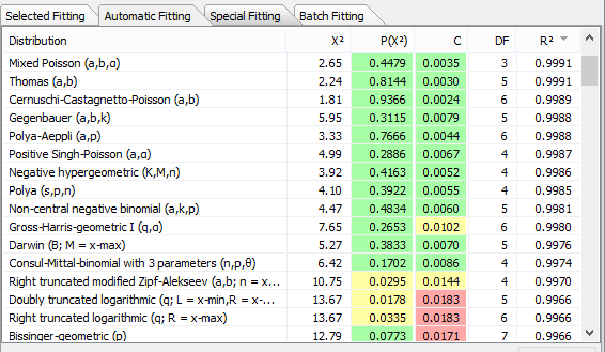 Selected Fitting Automatic Fitting Special Fitting Batch Fitting
Distribution X² P(X²) C DF R²
Mixed Poisson (a,b,α) 2.65 0.4479 0.0035 3 0.9991
Thomas (a,b) 2.24 0.8144 0.0030 5 0.9991
Cernuschi-Castagnetto-Poisson (a,b) 1.81 0.9366 0.0024 6 0.9989
Gegenbauer (a,b,k) 5.95 0.3115 0.0079 5 0.9988
Polya-Aeppli (a,p) 3.33 0.7666 0.0044 6 0.9988
Positive Singh-Poisson (a,α) 4.99 0.2886 0.0067 4 0.9987
Negative hypergeometric (K,M,n) 3.92 0.4163 0.0052 4 0.9986
Polya (s,p,n) 4.10 0.3922 0.0055 4 0.9985
Non-central negative binomial (a,k,p) 4.47 0.4834 0.0060 5 0.9981
Gross-Harris-geometric I (q,α) 7.65 0.2653 0.0102 6 0.9980
Darwin (B; M = x-max) 5.27 0.3833 0.0070 5 0.9976
Consul-Mittal-binomial with 3 parameters (n,p,θ) 6.42 0.1702 0.0086 4 0.9974
Right truncated modified Zipf-Alekseev (a,b; n = x... 10.75 0.0295 0.0144 4 0.9970
Doubly truncated logarithmic (q; L = x-min,R = x-... 13.67 0.0178 0.0183 5 0.9966
Right truncated logarithmic (q; R = x-max) 13.67 0.0335 0.0183 6 0.9966
Bissinger-geometric (p) 12.79 0.0773 0.0171 7 0.9966